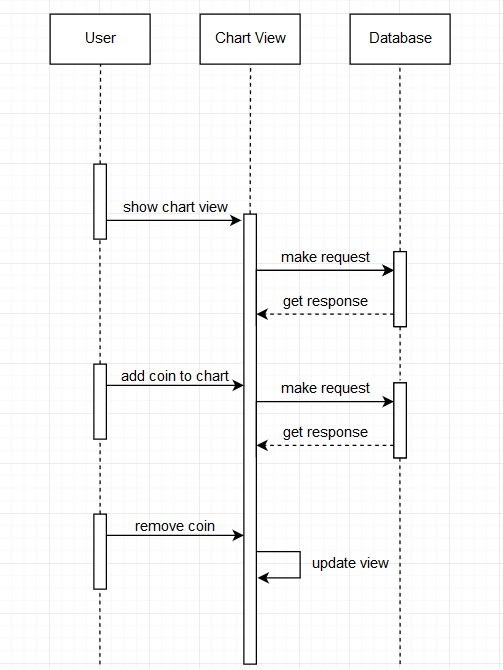 User
Chart View
Database
show chart view
make request
get response
add coin to chart
make request
get response
remove coin
update view